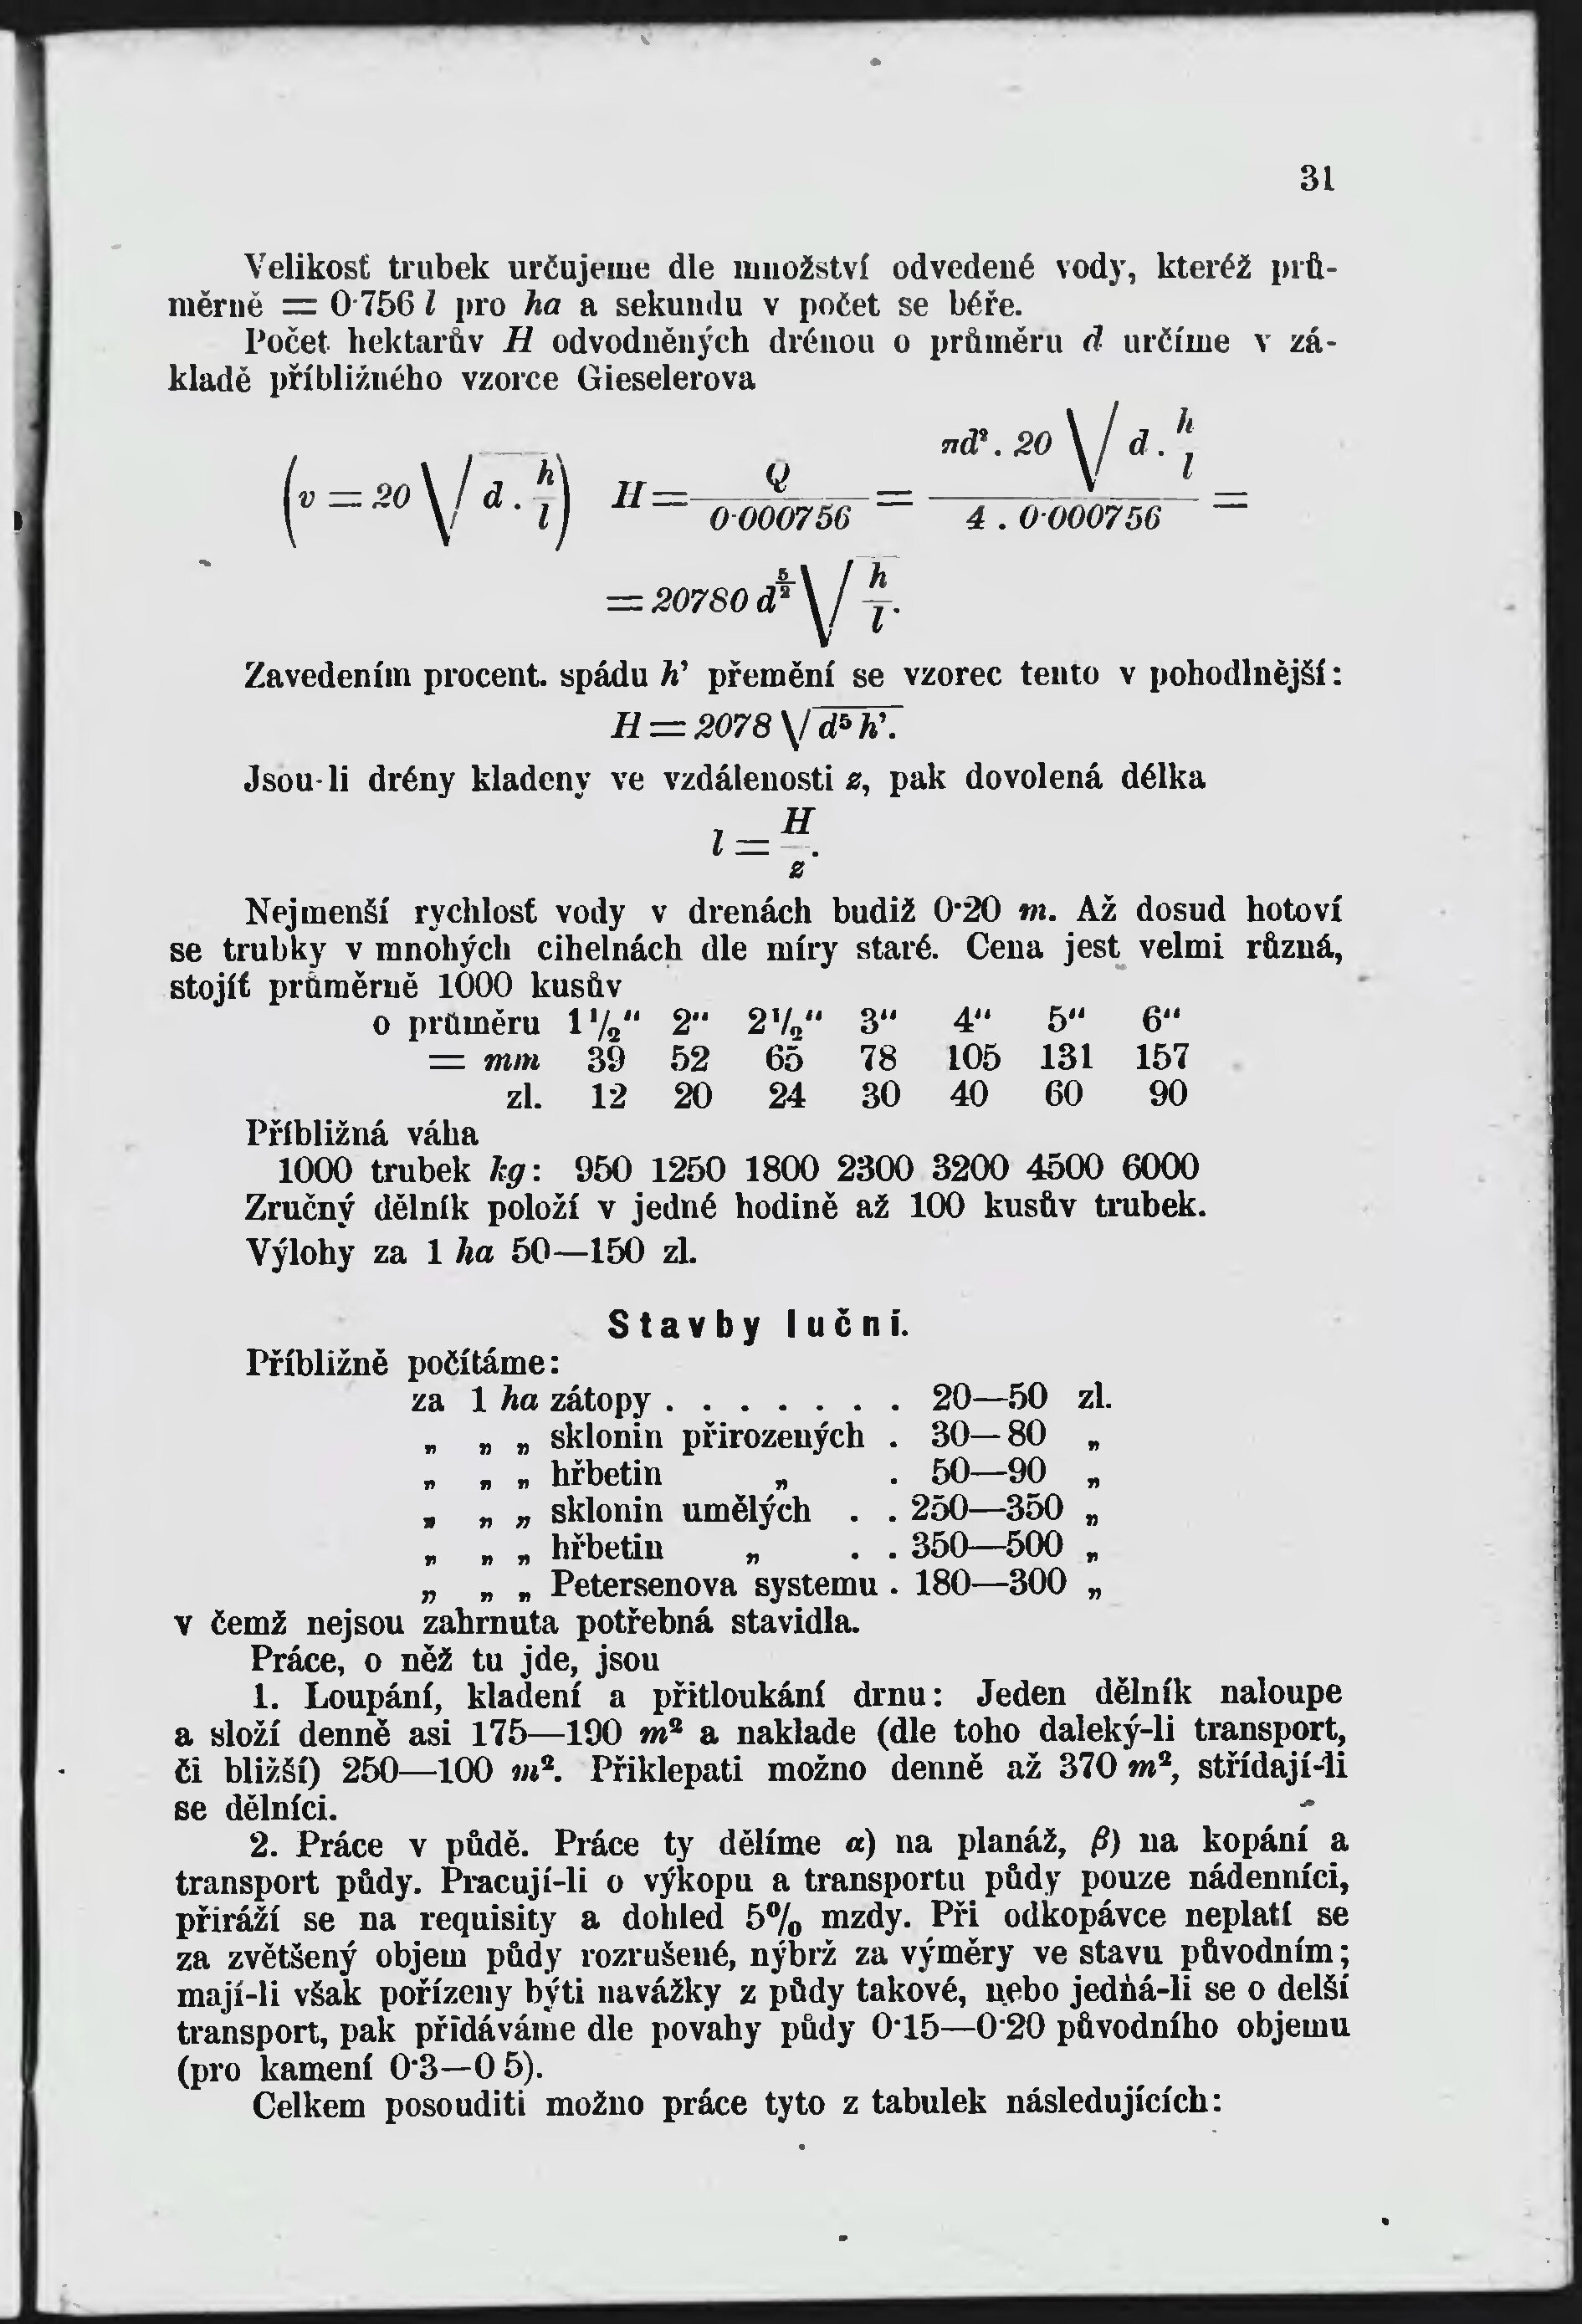 31
Velikosť trubek určujeme dle množství odvedené vody, kteréž prů-
měrně = 0·756 l pro ha a sekundu v počet se béře.
Počet hektarův H odvodněných drénou o průměru d určíme v zá-
kladě příbližného vzorce Gieselerova
(v = 20 √ d . h/l) H = Q / 0·000756 = πd² . 20 √ d . h/l / 4 . 0·000756 =
= 20780 d^5/2 √ h/l.
Zavedením procent. spádu h’ přemění se vzorec tento v pohodlnější:
H = 2078 √ d⁵ h’.
Jsou-li drény kladeny ve vzdálenosti z, pak dovolená délka
l = H/z.
Nejmenší rychlosť vody v drenách budiž 0·20 m. Až dosud hotoví
se trubky v mnohých cihelnách dle míry staré. Cena jest velmi různá,
stojíť průměrně 1000 kusův
o průměru 1½" 2" 2½" 3" 4" 5" 6"
= mm 39 52 65 78 105 131 157
zl. 12 20 24 30 40 60 90
Příbližná váha
1000 trubek kg: 950 1250 1800 2300 3200 4500 6000
Zručný dělník položí v jedné hodině až 100 kusův trubek.
Výlohy za 1 ha 50—150 zl.
Stavby luční.
Příbližně počítáme:
za 1 ha zátopy . . . . . . . 20—50 zl.
„ „ „ sklonin přirozených . 30—80 „
„ „ „ hřbetin „ . 50—90 „
„ „ „ sklonin umělých . . 250—350 „
„ „ „ hřbetin „ . . 350—500 „
„ „ „ Petersenova systemu . 180—300 „
v čemž nejsou zahrnuta potřebná stavidla.
Práce, o něž tu jde, jsou
1. Loupání, kladení a přitloukání drnu: Jeden dělník naloupe
a složí denně asi 175—190 m² a naklade (dle toho daleký-li transport,
či bližší) 250—100 m². Přiklepati možno denně až 370 m², střídají-li
se dělníci.
2. Práce v půdě. Práce ty dělíme α) na planáž, β) na kopání a
transport půdy. Pracují-li o výkopu a transportu půdy pouze nádenníci,
přiráží se na requisity a dohled 5% mzdy. Při odkopávce neplatí se
za zvětšený objem půdy rozrušené, nýbrž za výměry ve stavu původním;
mají-li však pořízeny býti navážky z půdy takové, nebo jedná-li se o delší
transport, pak přidáváme dle povahy půdy 0·15—0·20 původního objemu
(pro kamení 0·3—0 5).
Celkem posouditi možno práce tyto z tabulek následujících: